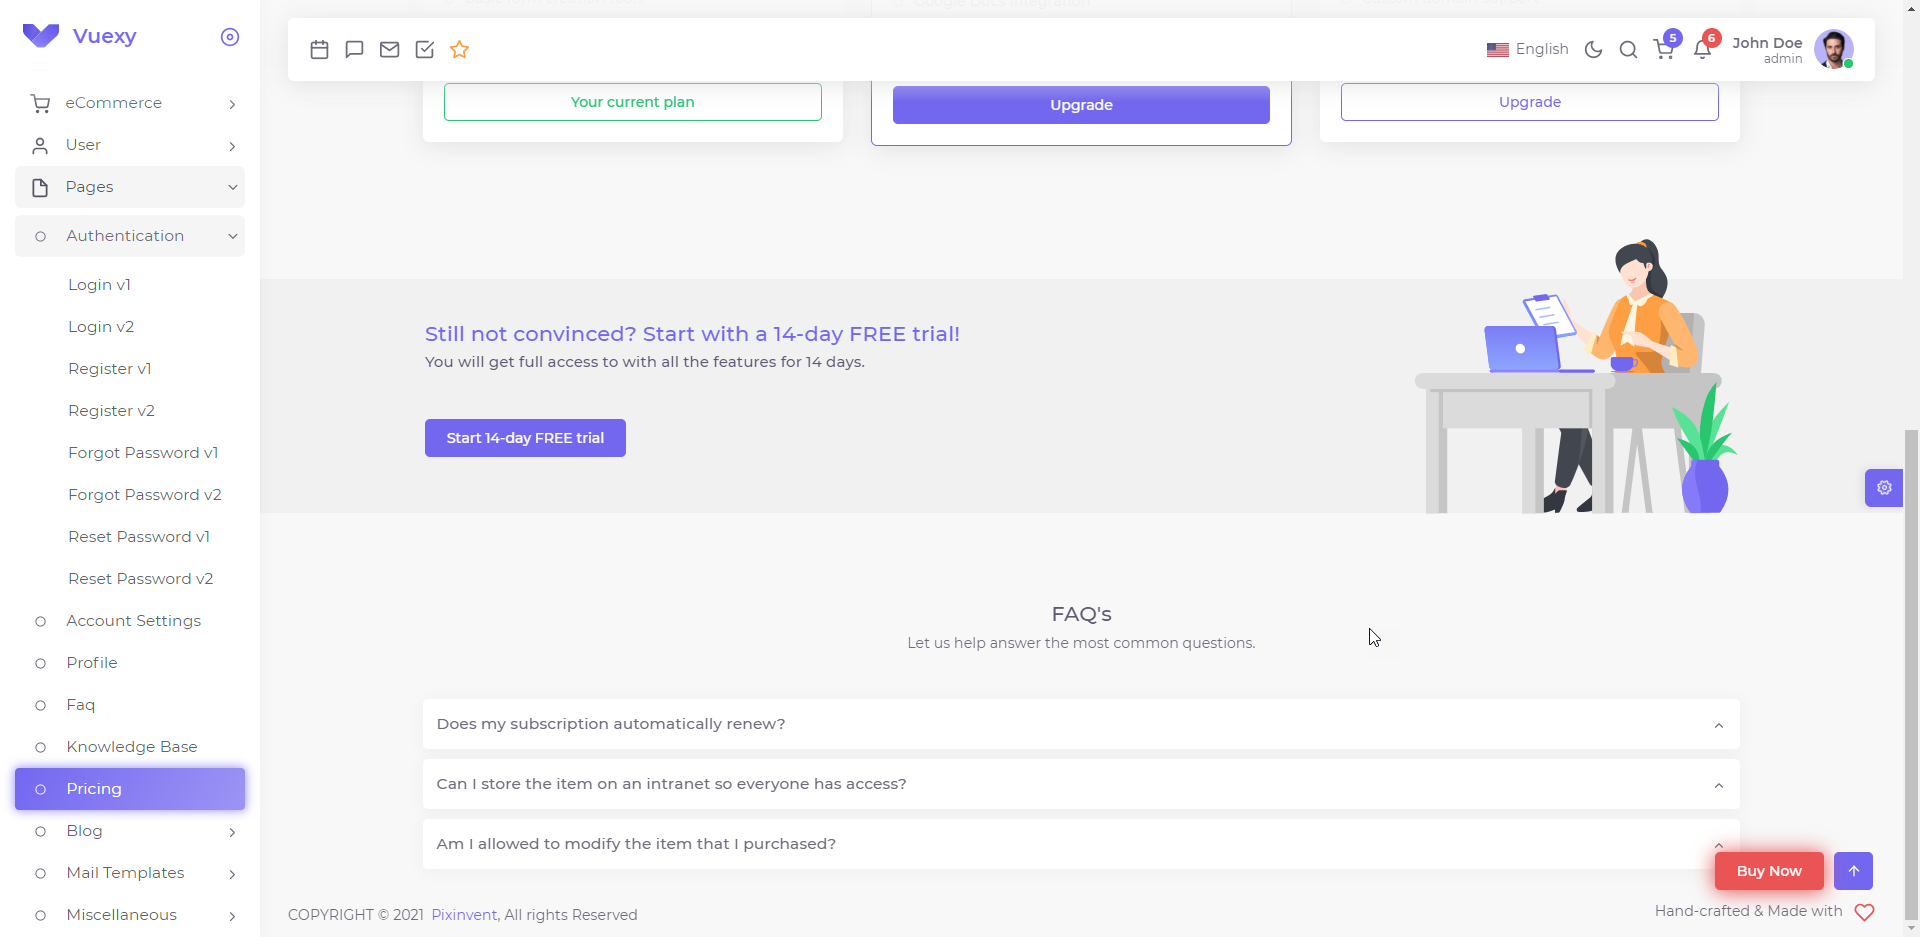 Vuexy
eCommerce
User
Pages
Authentication
Login v1
Login v2
Register v1
Register v2
Forgot Password v1
Forgot Password v2
Reset Password v1
Reset Password v2
Account Settings
Profile
Faq
Knowledge Base
Pricing
Blog
Mail Templates
Miscellaneous
English
5
6
John Doe
admin
Google Docs integration
Your current plan
Upgrade
Upgrade
Still not convinced? Start with a 14-day FREE trial!
You will get full access to with all the features for 14 days.
Start 14-day FREE trial
FAQ's
Let us help answer the most common questions.
Does my subscription automatically renew?
Can I store the item on an intranet so everyone has access?
Am I allowed to modify the item that I purchased?
Buy Now
COPYRIGHT © 2021 Pixinvent, All rights Reserved
Hand-crafted & Made with